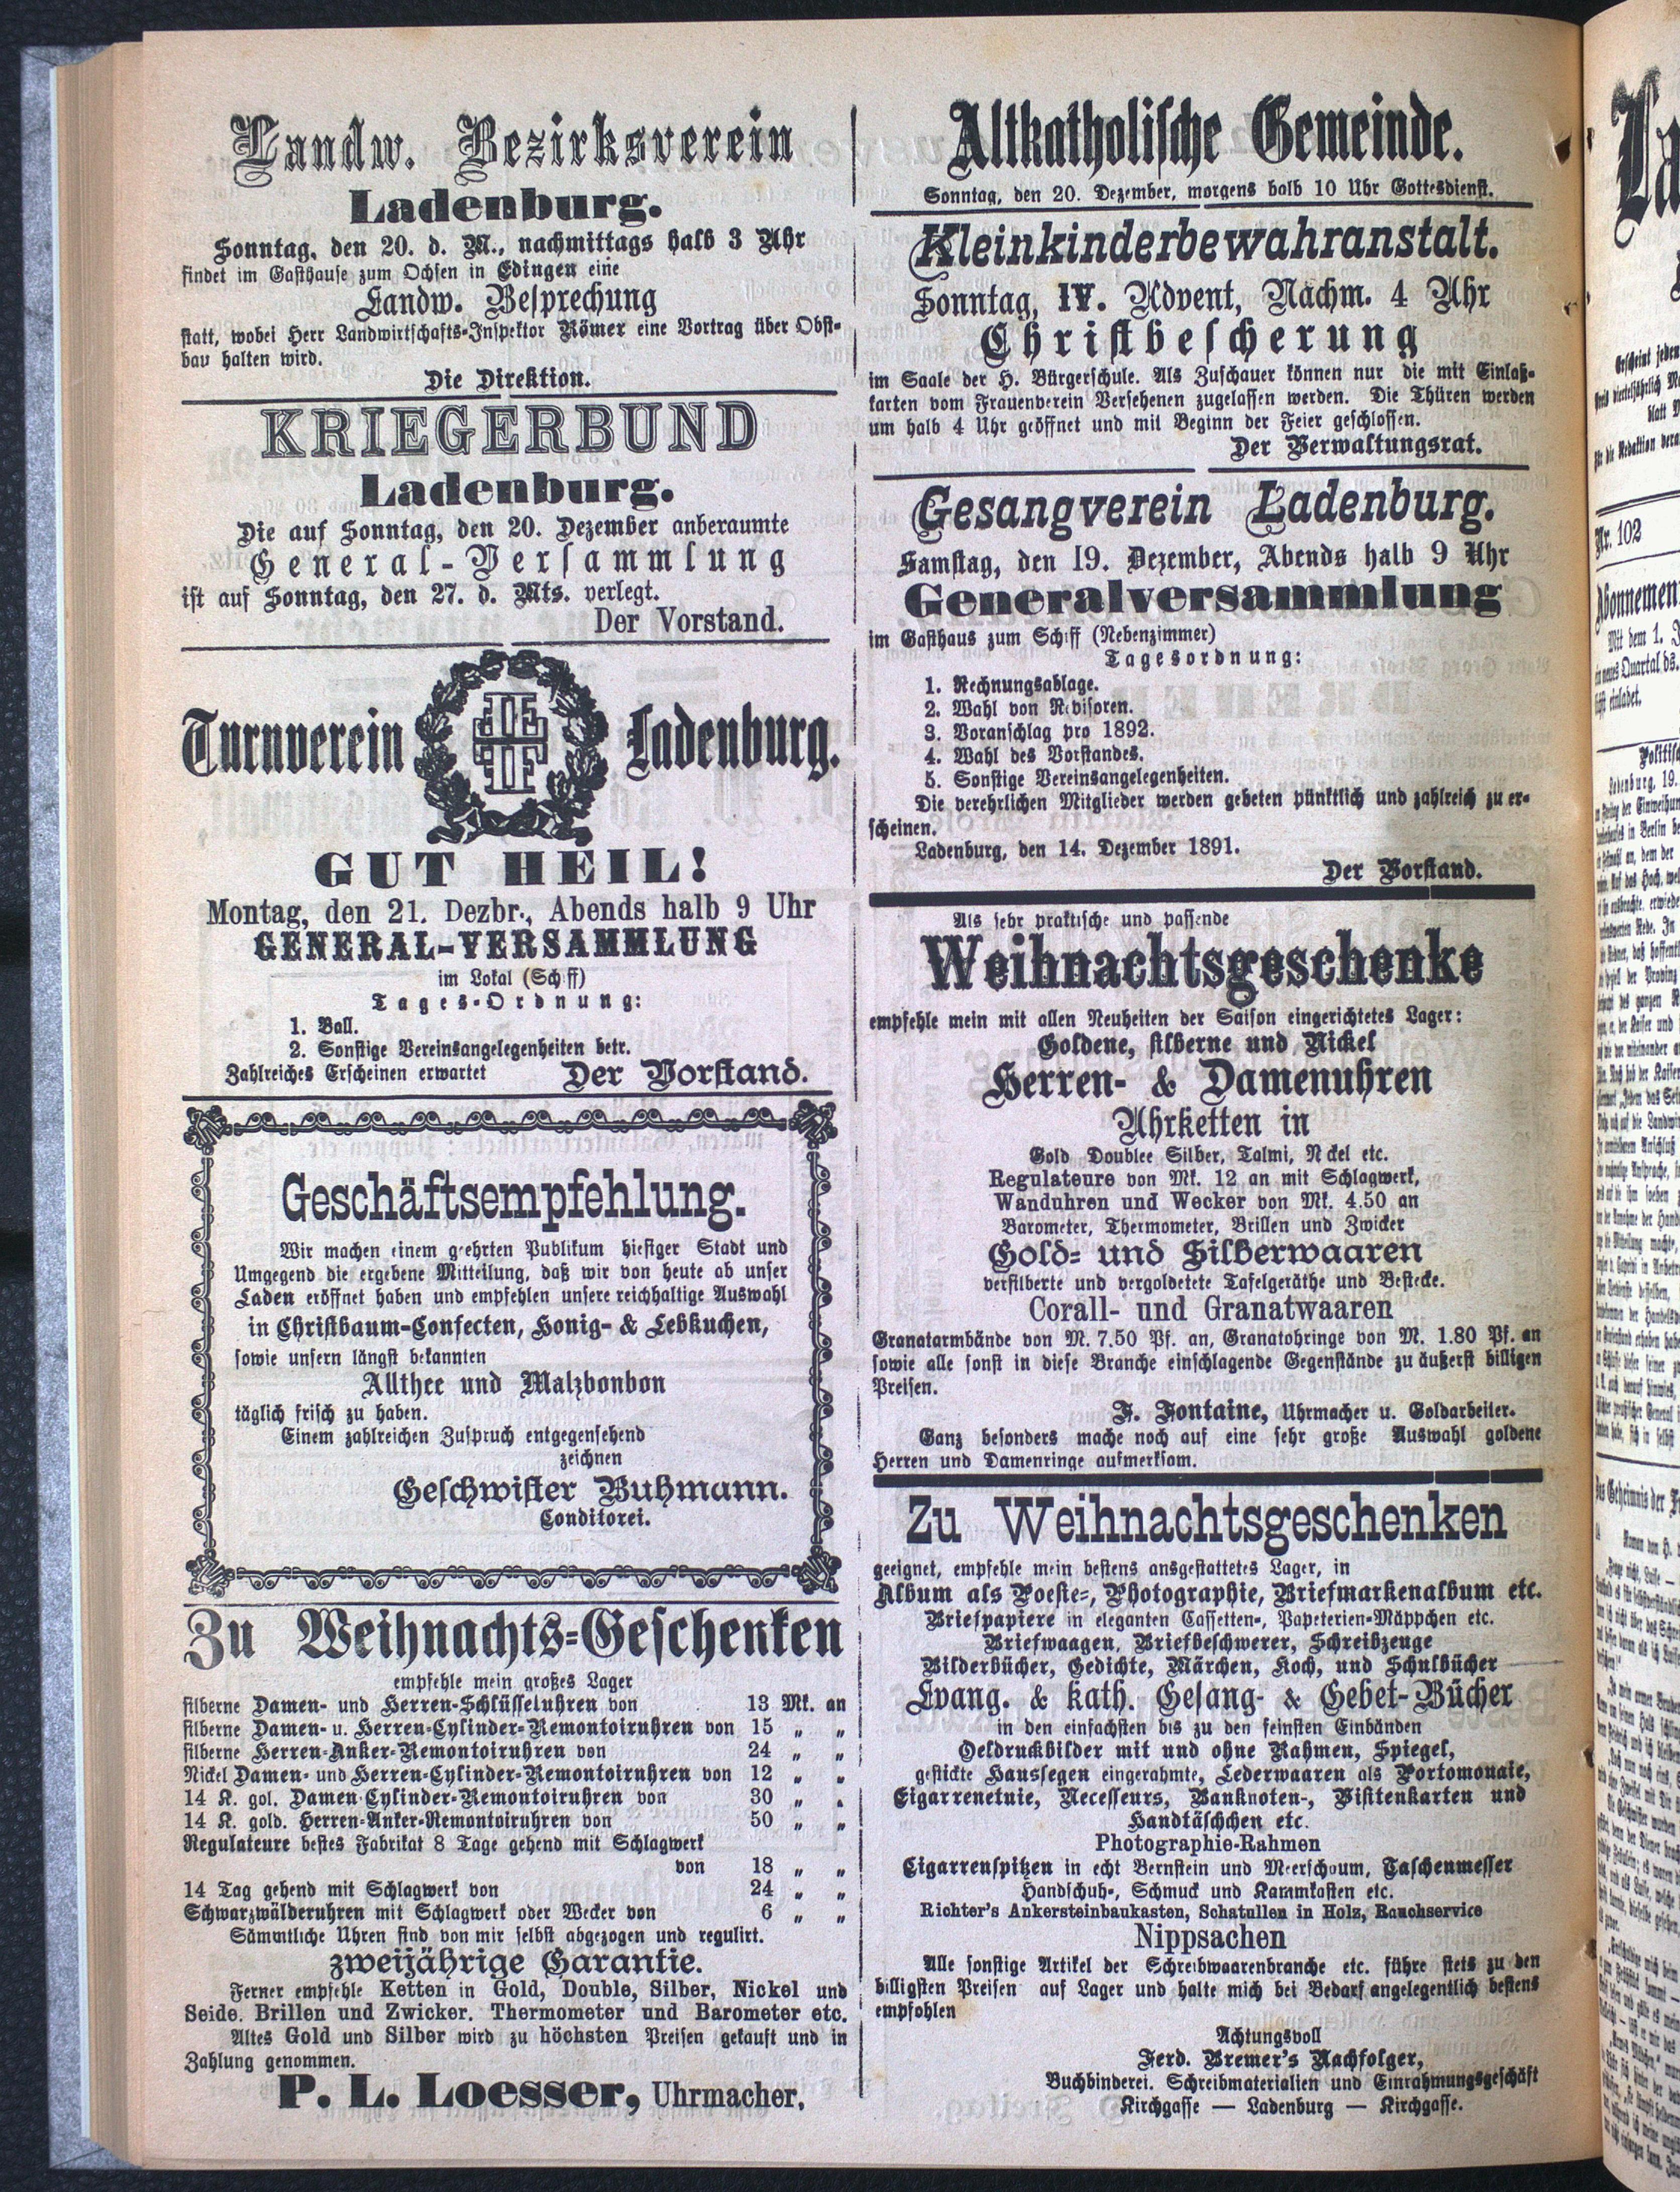 Landw. Bezirksverein
Ladenburg.
Sonntag, den 20. d. M., nachmittags halb 3 Uhr
findet im Gasthause zum Ochsen in Edingen eine
Landw. Besprechung
statt, wobei Herr Landwirtschafts-Inspektor Römer eine Vortrag über Obst-
bau halten wird.
Die Direktion.
KRIEGERBUND
Ladenburg.
Die auf Sonntag, den 20. Dezember anberaumte
General-Versammlung
ist auf Sonntag, den 27. d. Mts. verlegt.
Der Vorstand.
Turnverein Ladenburg.
GUT HEIL!
Montag, den 21. Dezbr., Abends halb 9 Uhr
GENERAL-VERSAMMLUNG
im Lokal (Schiff)
Tages-Ordnung:
1. Ball.
2. Sonstige Vereinsangelegenheiten betr.
Zahlreiches Erscheinen erwartet Der Vorstand.
Geschäftsempfehlung.
Wir machen einem geehrten Publikum hiesiger Stadt und
Umgegend die ergebene Mitteilung, daß wir von heute ab unser
Laden eröffnet haben und empfehlen unsere reichhaltige Auswahl
in Christbaum-Confecten, Honig- & Lebkuchen,
sowie unsern längst bekannten
Allthee und Malzbonbon
täglich frisch zu haben.
Einem zahlreichen Zuspruch entgegensehend
zeichnen
Geschwister Buhmann.
Conditorei.
Zu Weihnachts-Geschenken
empfehle mein großes Lager
silberne Damen- und Herren-Schlüsseluhren von 13 Mk. an
silberne Damen- u. Herren-Cylinder-Remontoiruhren von 15 „ „
silberne Herren-Anker-Remontoiruhren von 24 „ „
Nickel Damen- und Herren-Cylinder-Remontoiruhren von 12 „ „
14 K. gol. Damen-Cylinder-Remontoiruhren von 30 „ „
14 K. gold. Herren-Anker-Remontoiruhren von 50 „ „
Regulateure bestes Fabrikat 8 Tage gehend mit Schlagwerk
von 18 „ „
14 Tag gehend mit Schlagwerk von 24 „ „
Schwarzwälderuhren mit Schlagwerk oder Wecker von 6 „ „
Sämmtliche Uhren sind von mir selbst abgezogen und regulirt.
zweijährige Garantie.
Ferner empfehle Ketten in Gold, Double, Silber, Nickel und
Seide. Brillen und Zwicker. Thermometer und Barometer etc.
Altes Gold und Silber wird zu höchsten Preisen gekauft und in
Zahlung genommen.
P. L. Loesser, Uhrmacher,
Altkatholische Gemeinde.
Sonntag, den 20. Dezember, morgens halb 10 Uhr Gottesdienst.
Kleinkinderbewahranstalt.
Sonntag, IV. Advent, Nachm. 4 Uhr
Christbescherung
im Saale der H. Bürgerschule. Als Zuschauer können nur die mit Einlaß-
karten vom Frauenverein Versehenen zugelassen werden. Die Thüren werden
um halb 4 Uhr geöffnet und mit Beginn der Feier geschlossen.
Der Verwaltungsrat.
Gesangverein Ladenburg.
Samstag, den 19. Dezember, Abends halb 9 Uhr
Generalversammlung
im Gasthaus zum Schiff (Nebenzimmer)
Tagesordnung:
1. Rechnungsablage.
2. Wahl von Revisoren.
3. Voranschlag pro 1892.
4. Wahl des Vorstandes.
5. Sonstige Vereinsangelegenheiten.
Die verehrlichen Mitglieder werden gebeten pünktlich und zahlreich zu er-
scheinen.
Ladenburg, den 14. Dezember 1891.
Der Vorstand.
Als sehr praktische und passende
Weihnachtsgeschenke
empfehle mein mit allen Neuheiten der Saison eingerichtetes Lager:
Goldene, silberne und Nickel
Herren- & Damenuhren
Uhrketten in
Gold Doublee Silber, Talmi, Nickel etc.
Regulateure von Mk. 12 an mit Schlagwerk,
Wanduhren und Wecker von Mk. 4.50 an
Barometer, Thermometer, Brillen und Zwicker
Gold- und Silberwaaren
versilberte und vergoldetete Tafelgeräthe und Bestecke.
Corall- und Granatwaaren
Granatarmbände von M. 7.50 Pf. an, Granatohringe von M. 1.80 Pf. an
sowie alle sonst in diese Branche einschlagende Gegenstände zu äußerst billigen
Preisen.
F. Fontaine, Uhrmacher u. Goldarbeiter.
Ganz besonders mache noch auf eine sehr große Auswahl goldene
Herren und Damenringe aufmerksam.
Zu Weihnachtsgeschenken
geeignet, empfehle mein bestens ausgestattetes Lager, in
Album als Poesie-, Photographie, Briefmarkenalbum etc.
Briefpapiere in eleganten Cassetten-, Papeterien-Mäppchen etc.
Briefwaagen, Briefbeschwerer, Schreibzeuge
Bilderbücher, Gedichte, Märchen, Koch, und Schulbücher
Evang. & kath. Gesang- & Gebet-Bücher
in den einfachsten bis zu den feinsten Einbänden
Oeldruckbilder mit und ohne Rahmen, Spiegel,
gestickte Haussegen eingerahmte, Lederwaaren als Portomonaie,
Cigarrenetuie, Necesseurs, Banknoten-, Visitenkarten und
Handtäschchen etc.
Photographie-Rahmen
Cigarrenspitzen in echt Bernstein und Meerschaum, Taschenmesser
Handschuh-, Schmuck und Kammkasten etc.
Richter's Ankersteinbaukasten, Schatullen in Holz, Rauchservice
Nippsachen
Alle sonstige Artikel der Schreibwaarenbranche etc. führe stets zu den
billigsten Preisen auf Lager und halte mich bei Bedarf angelegentlich bestens
empfohlen
Achtungsvoll
Ferd. Bremer's Nachfolger,
Buchbinderei. Schreibmaterialien und Einrahmungsgeschäft
Kirchgasse — Ladenburg — Kirchgasse.
Nr. 102